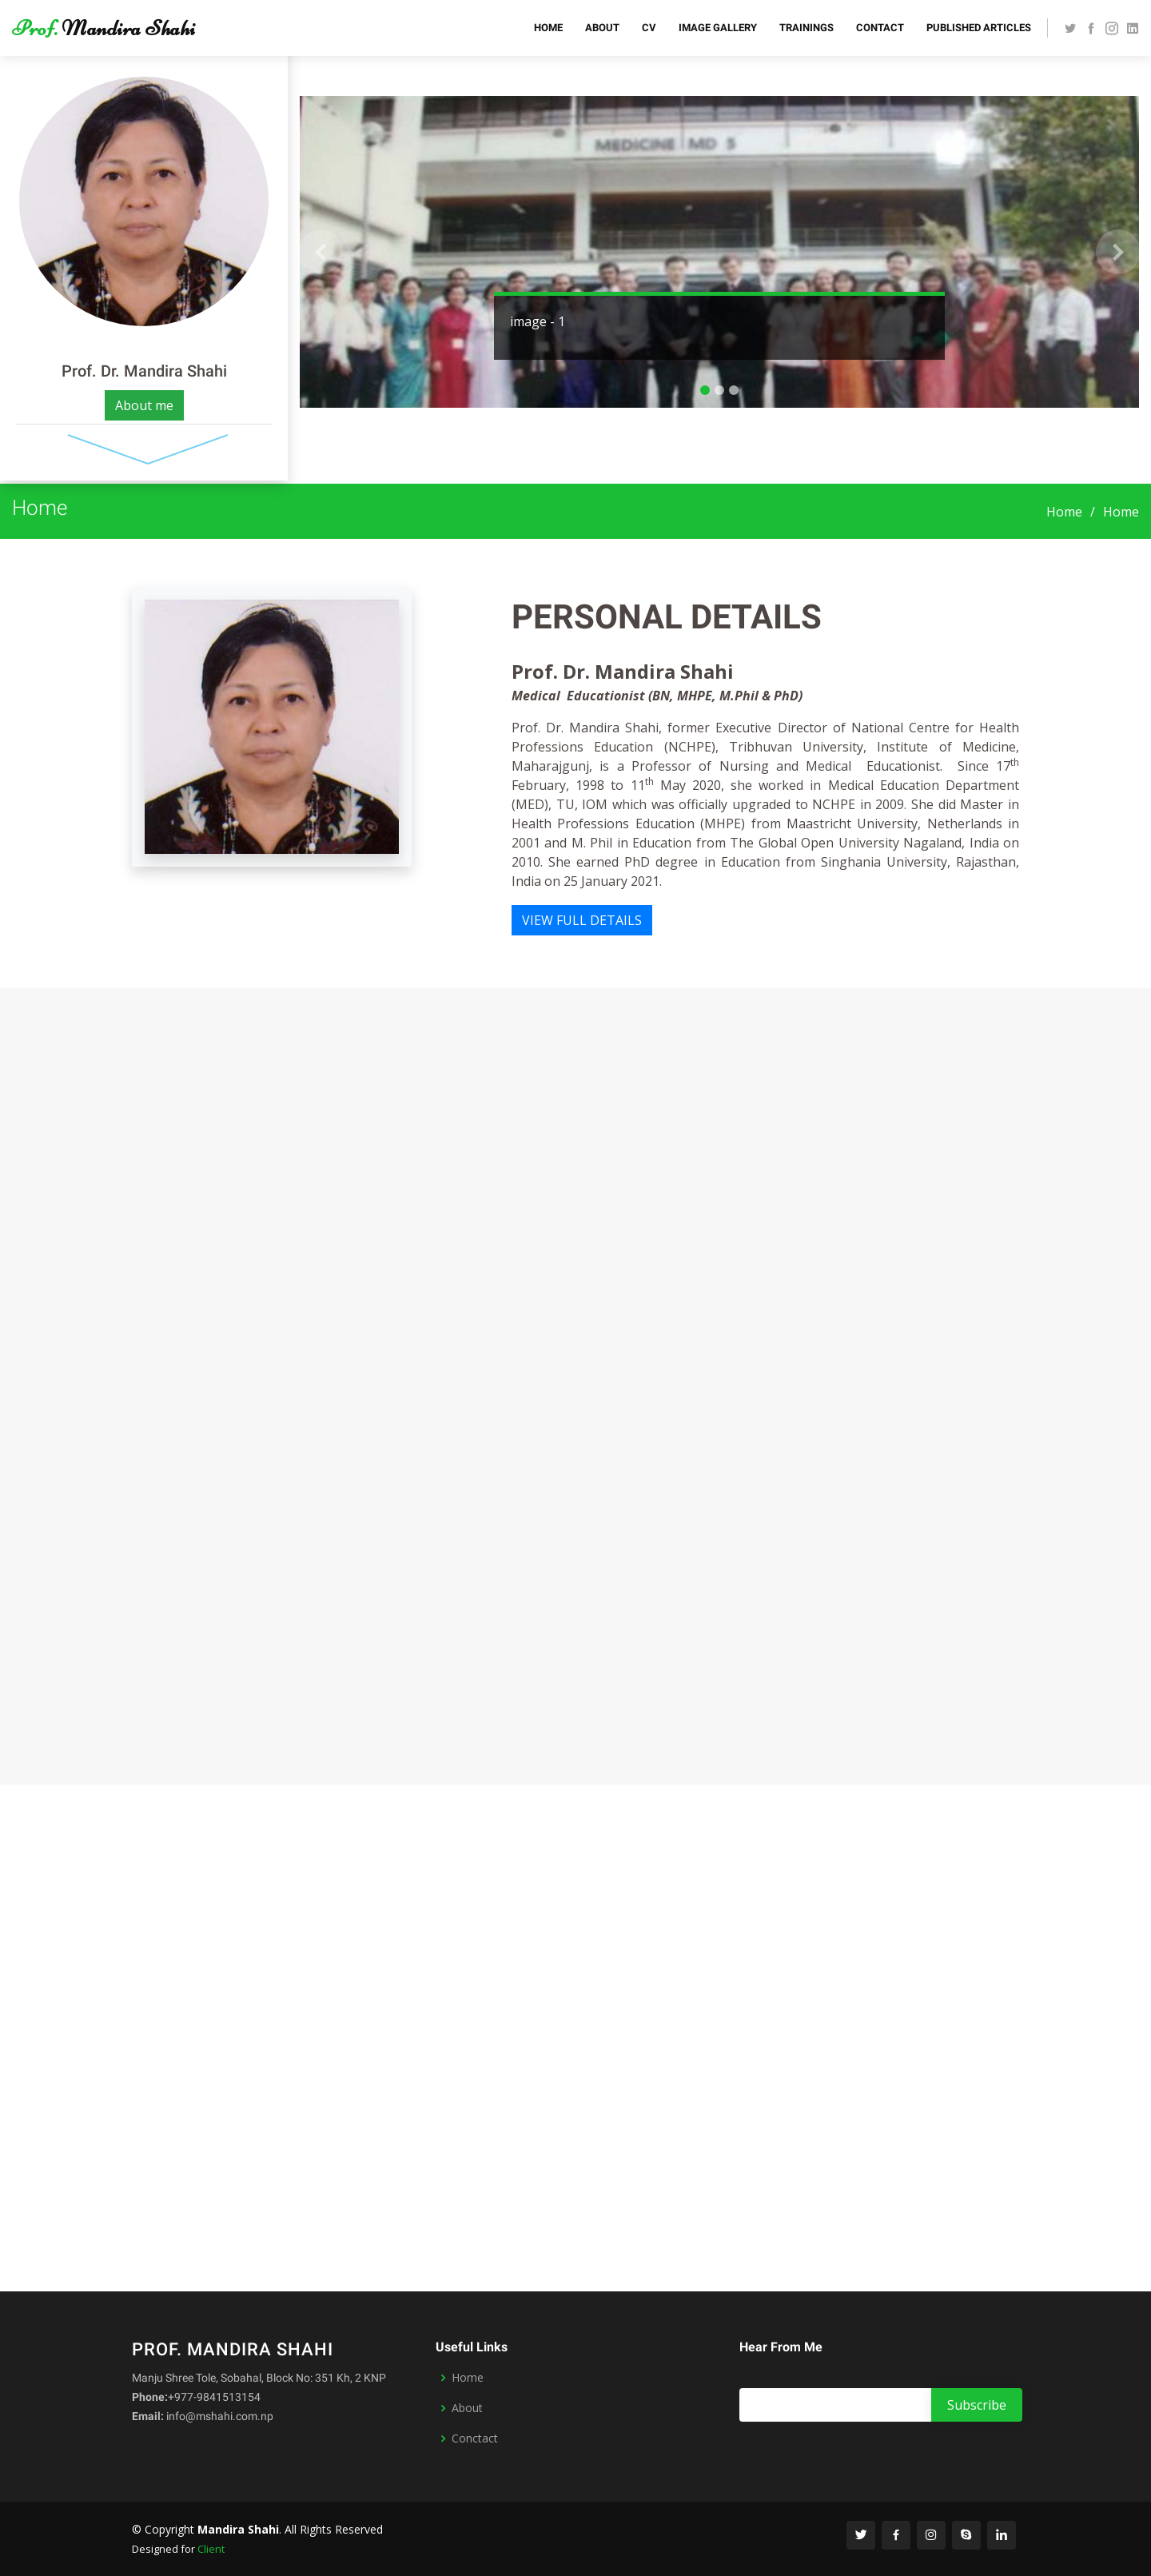 Prof. Mandira Shahi
HOME ABOUT CV IMAGE GALLERY TRAININGS CONTACT PUBLISHED ARTICLES
MEDICINE MD 5
image - 1
Prof. Dr. Mandira Shahi
About me
Home
Home / Home
PERSONAL DETAILS
Prof. Dr. Mandira Shahi
Medical Educationist (BN, MHPE, M.Phil & PhD)
Prof. Dr. Mandira Shahi, former Executive Director of National Centre for Health
Professions Education (NCHPE), Tribhuvan University, Institute of Medicine,
Maharajgunj, is a Professor of Nursing and Medical Educationist. Since 17th
February, 1998 to 11th May 2020, she worked in Medical Education Department
(MED), TU, IOM which was officially upgraded to NCHPE in 2009. She did Master in
Health Professions Education (MHPE) from Maastricht University, Netherlands in
2001 and M. Phil in Education from The Global Open University Nagaland, India on
2010. She earned PhD degree in Education from Singhania University, Rajasthan,
India on 25 January 2021.
VIEW FULL DETAILS
PROF. MANDIRA SHAHI
Manju Shree Tole, Sobahal, Block No: 351 Kh, 2 KNP
Phone:+977-9841513154
Email: info@mshahi.com.np
Useful Links
Home
About
Conctact
Hear From Me
Subscribe
© Copyright Mandira Shahi. All Rights Reserved
Designed for Client